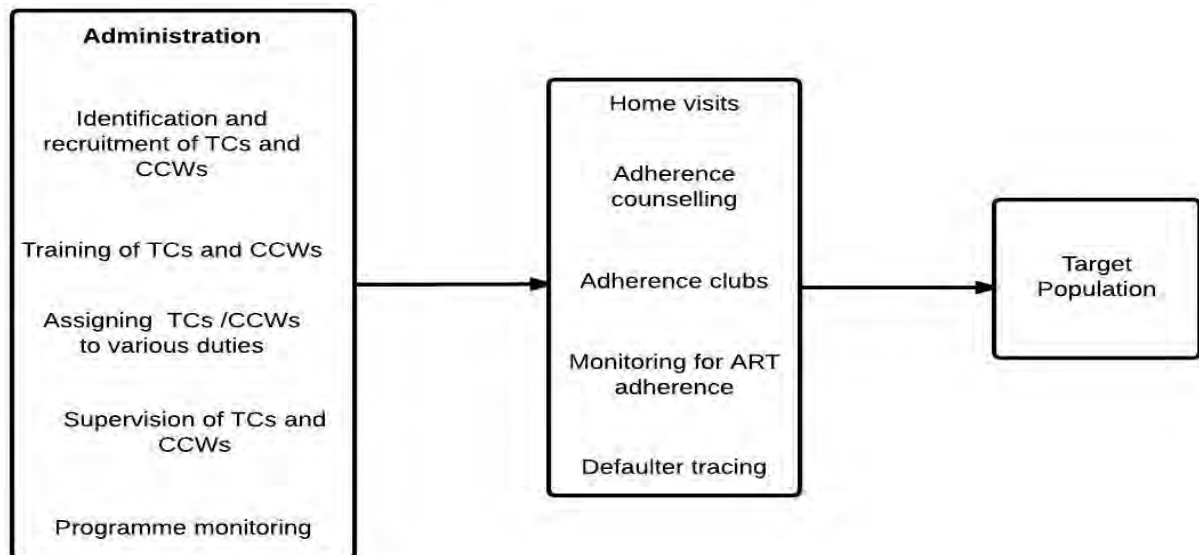 Administration
Identification and
recruitment of TCs and
CCWs
Training of TCs and CCWs
Assigning TCs /CCWs
to various duties
Supervision of TCs and
CCWs
Programme monitoring
Home visits
Adherence
counselling
Adherence clubs
Monitoring for ART
adherence
Defaulter tracing
Target
Population